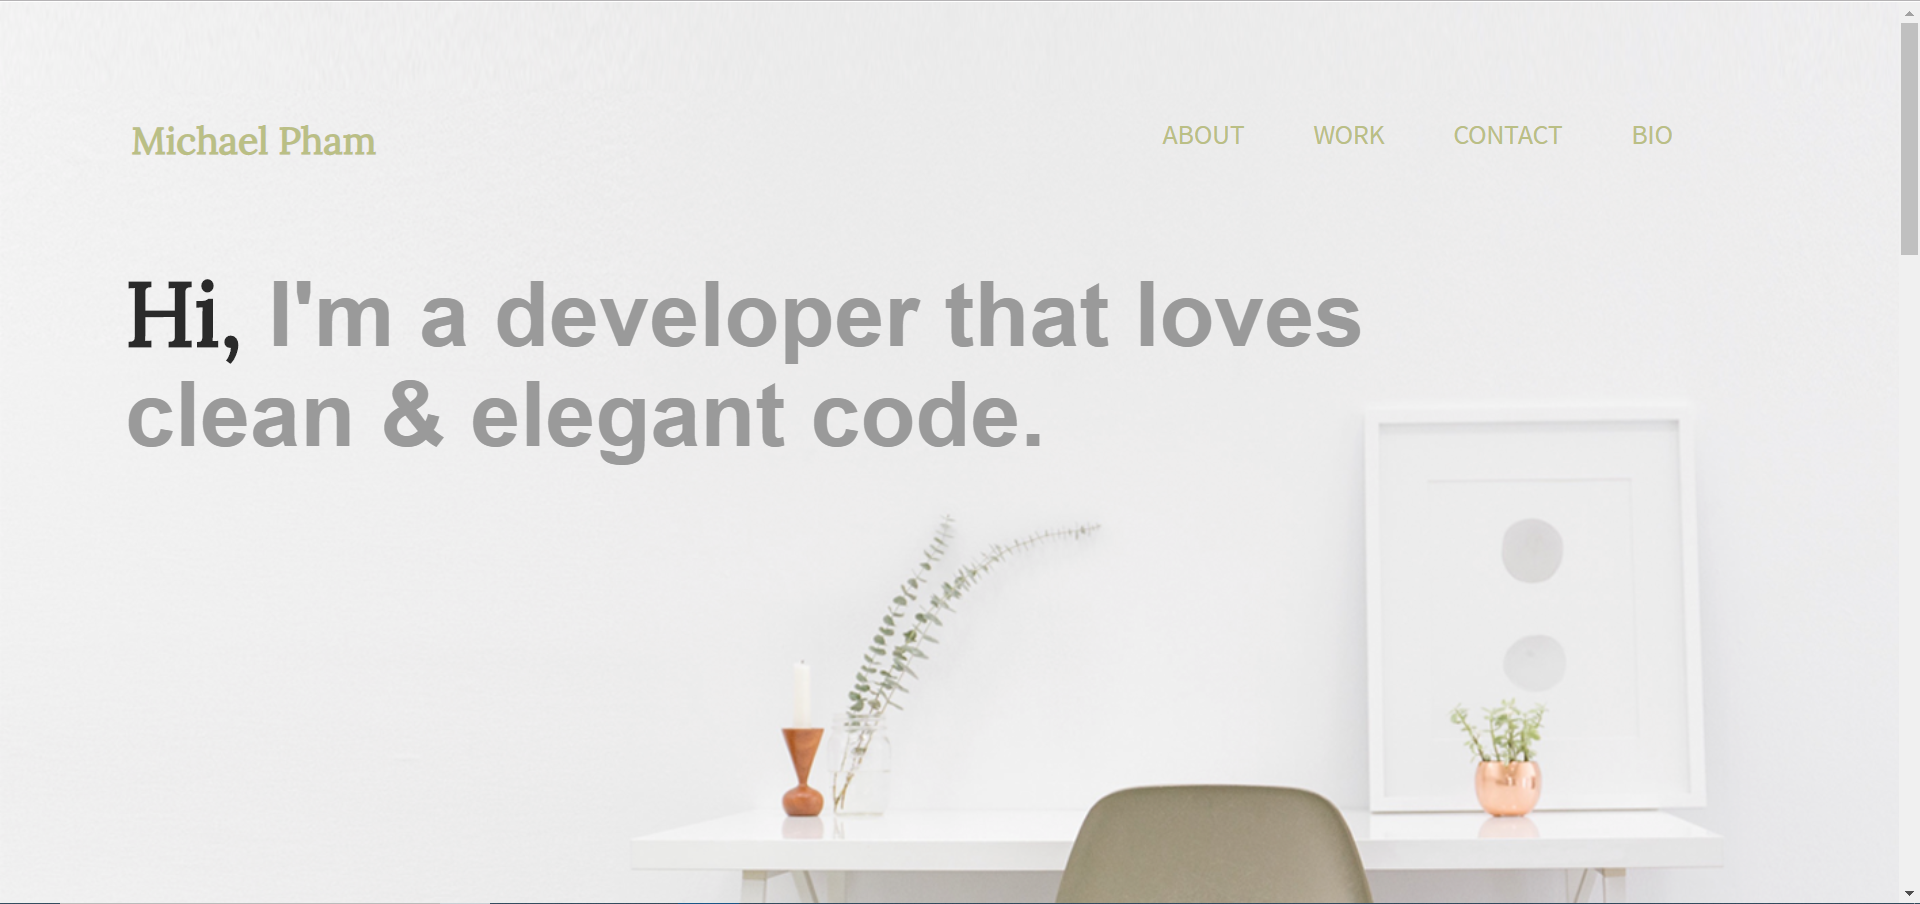 Michael Pham
ABOUT WORK CONTACT BIO
Hi, I'm a developer that loves
clean & elegant code.